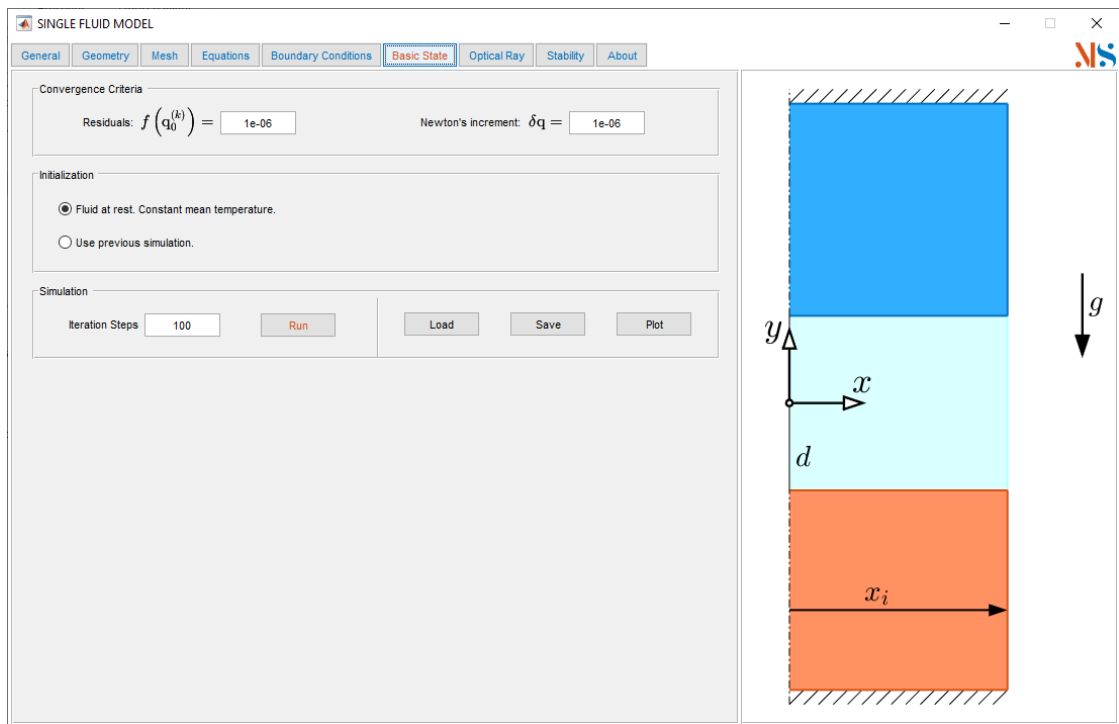 SINGLE FLUID MODEL
General Geometry Mesh Equations Boundary Conditions Basic State Optical Ray Stability About
MS
Convergence Criteria
Residuals: f(q₀⁽ᵏ⁾) = 1e-06 Newton's increment: δq = 1e-06
Initialization
Fluid at rest. Constant mean temperature.
Use previous simulation.
Simulation
Iteration Steps 100 Run Load Save Plot
g
y
x
d
xᵢ